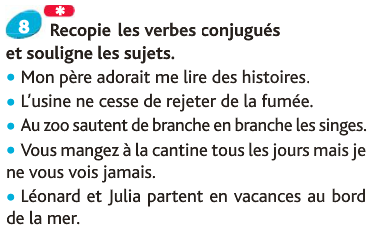 8 * Recopie les verbes conjugués
et souligne les sujets.
• Mon père adorait me lire des histoires.
• L'usine ne cesse de rejeter de la fumée.
• Au zoo sautent de branche en branche les singes.
• Vous mangez à la cantine tous les jours mais je
ne vous vois jamais.
• Léonard et Julia partent en vacances au bord
de la mer.